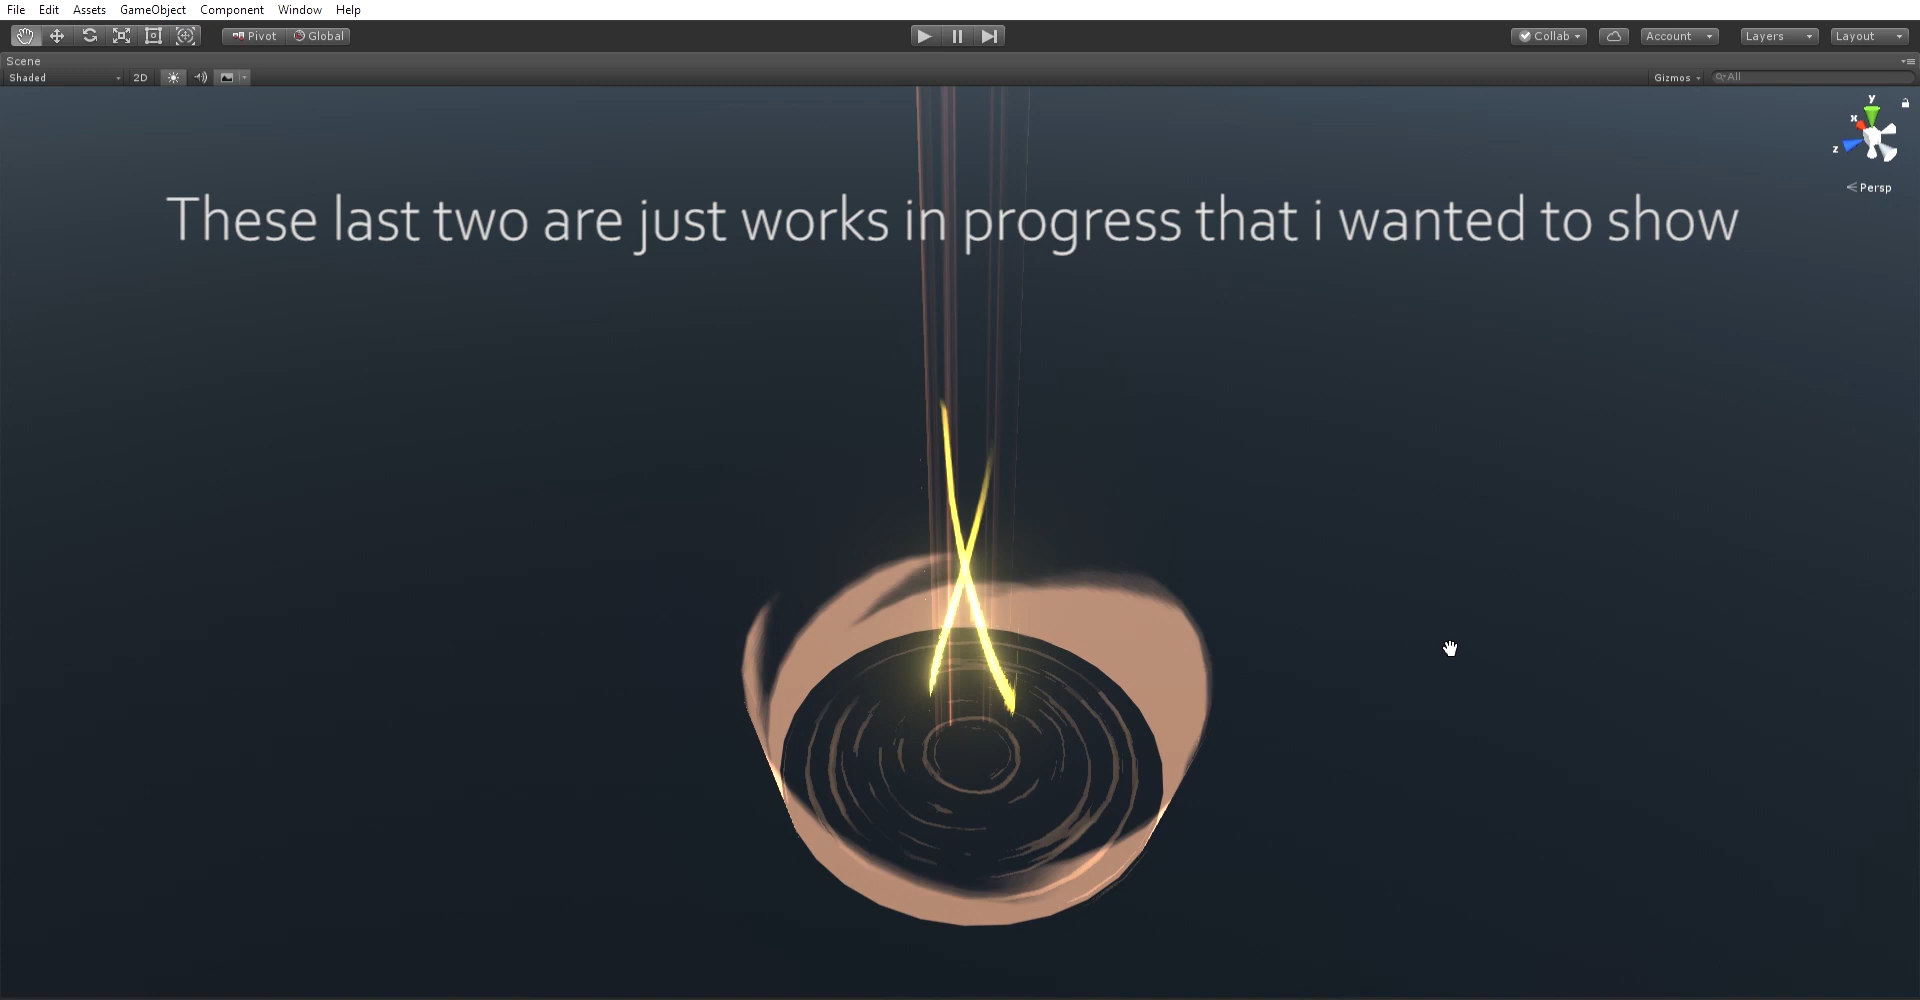 File Edit Assets GameObject Component Window Help
Pivot Global Collab Account Layers Layout
Scene
Shaded 2D Gizmos All
y
x
z
Persp
These last two are just works in progress that i wanted to show